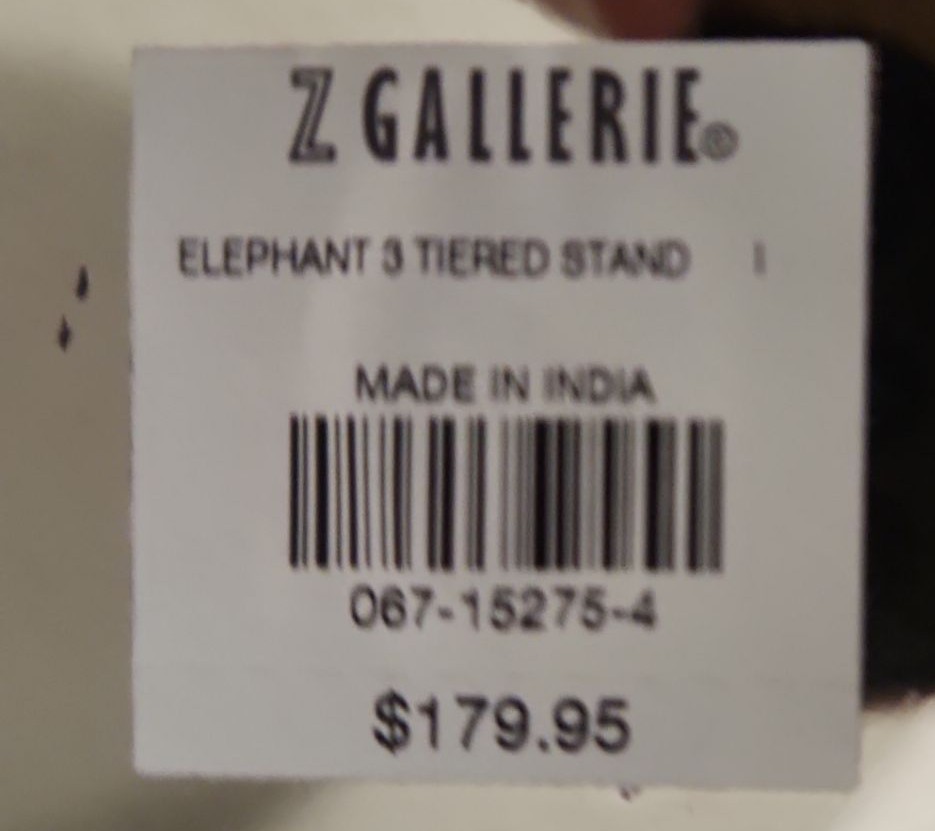 Z GALLERIE®
ELEPHANT 3 TIERED STAND I
MADE IN INDIA
067-15275-4
$179.95